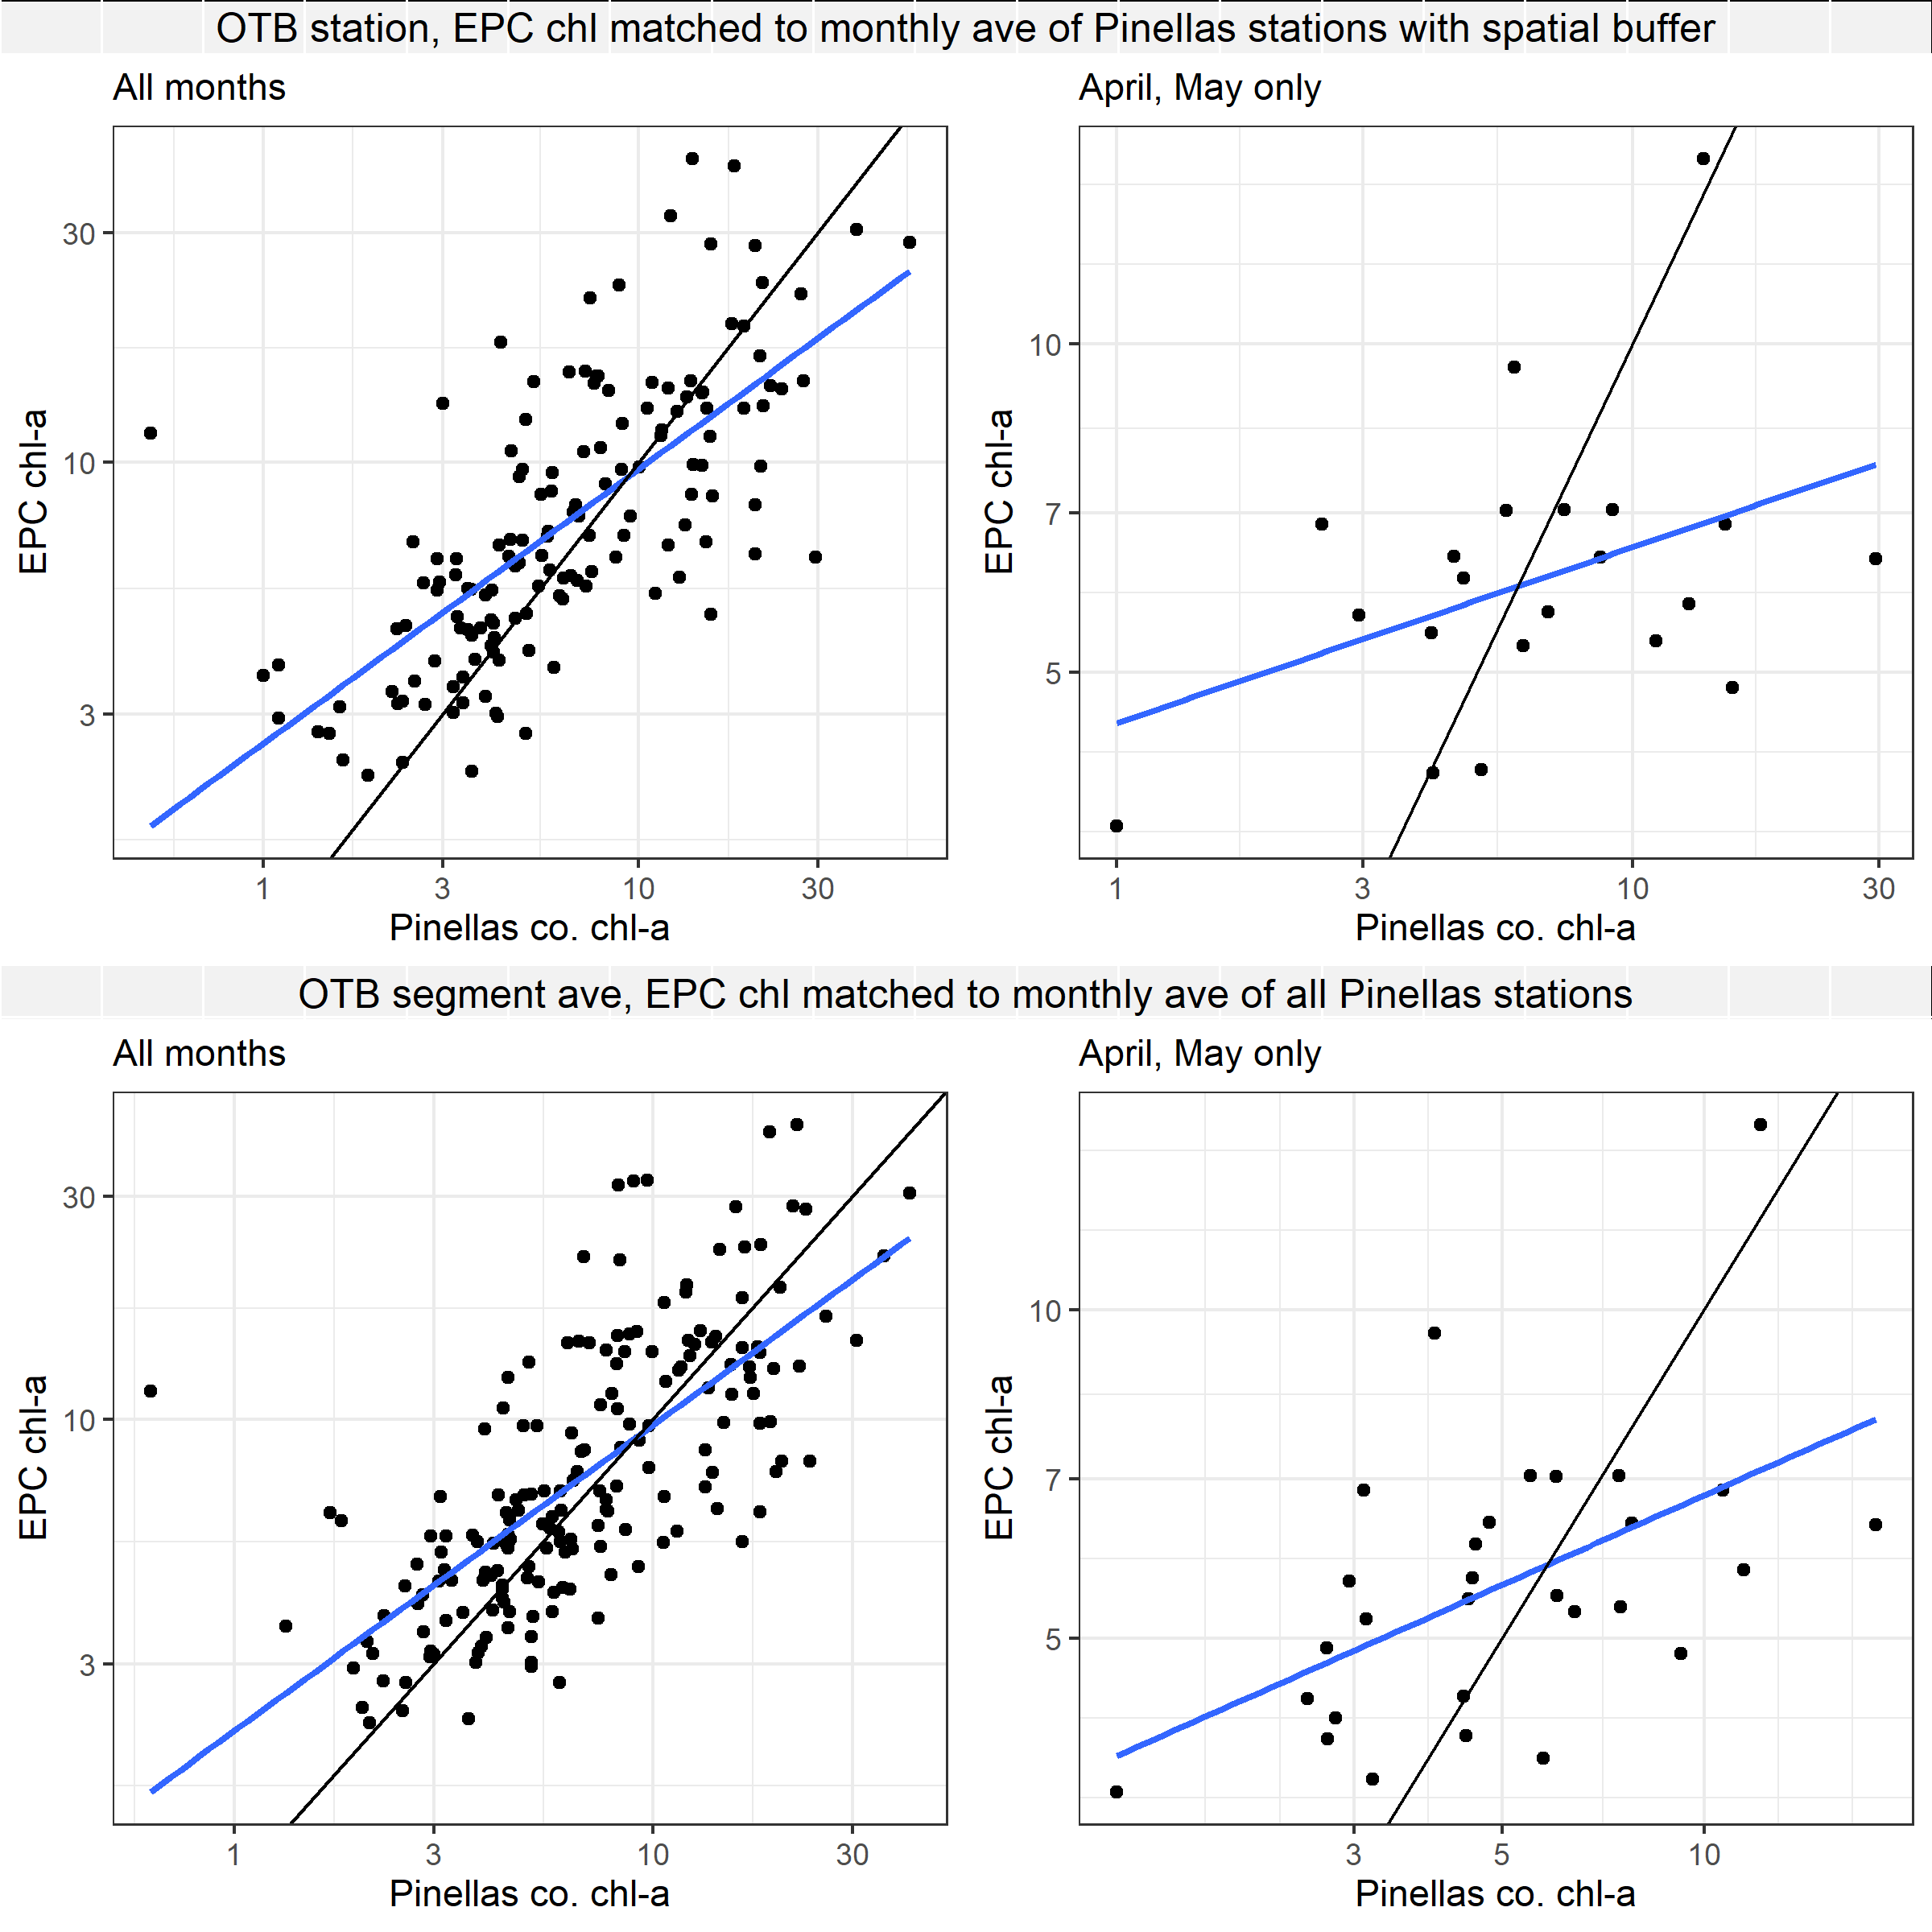 OTB station, EPC chl matched to monthly ave of Pinellas stations with spatial buffer
All months
April, May only
EPC chl-a
30
10
3
1
3
10
30
Pinellas co. chl-a
EPC chl-a
10
7
5
1
3
10
30
Pinellas co. chl-a
OTB segment ave, EPC chl matched to monthly ave of all Pinellas stations
All months
April, May only
EPC chl-a
30
10
3
1
3
10
30
Pinellas co. chl-a
EPC chl-a
10
7
5
3
5
10
Pinellas co. chl-a